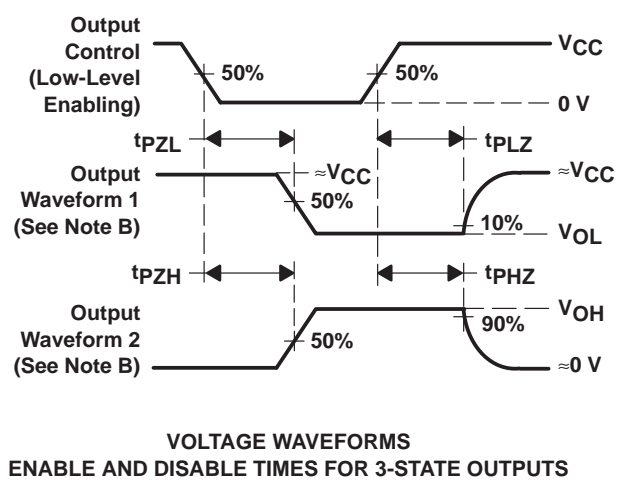 Output
Control
(Low-Level
Enabling)
50%
50%
VCC
0 V
tPZL
tPLZ
Output
Waveform 1
(See Note B)
≈VCC
50%
≈VCC
10%
VOL
tPZH
tPHZ
Output
Waveform 2
(See Note B)
50%
VOH
90%
≈0 V
VOLTAGE WAVEFORMS
ENABLE AND DISABLE TIMES FOR 3-STATE OUTPUTS